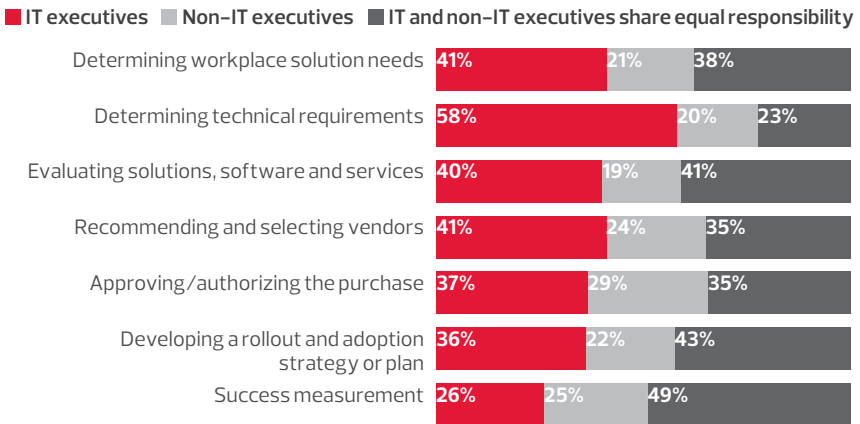 IT executives Non-IT executives IT and non-IT executives share equal responsibility
Determining workplace solution needs 41% 21% 38%
Determining technical requirements 58% 20% 23%
Evaluating solutions, software and services 40% 19% 41%
Recommending and selecting vendors 41% 24% 35%
Approving/authorizing the purchase 37% 29% 35%
Developing a rollout and adoption 36% 22% 43%
strategy or plan
Success measurement 26% 25% 49%